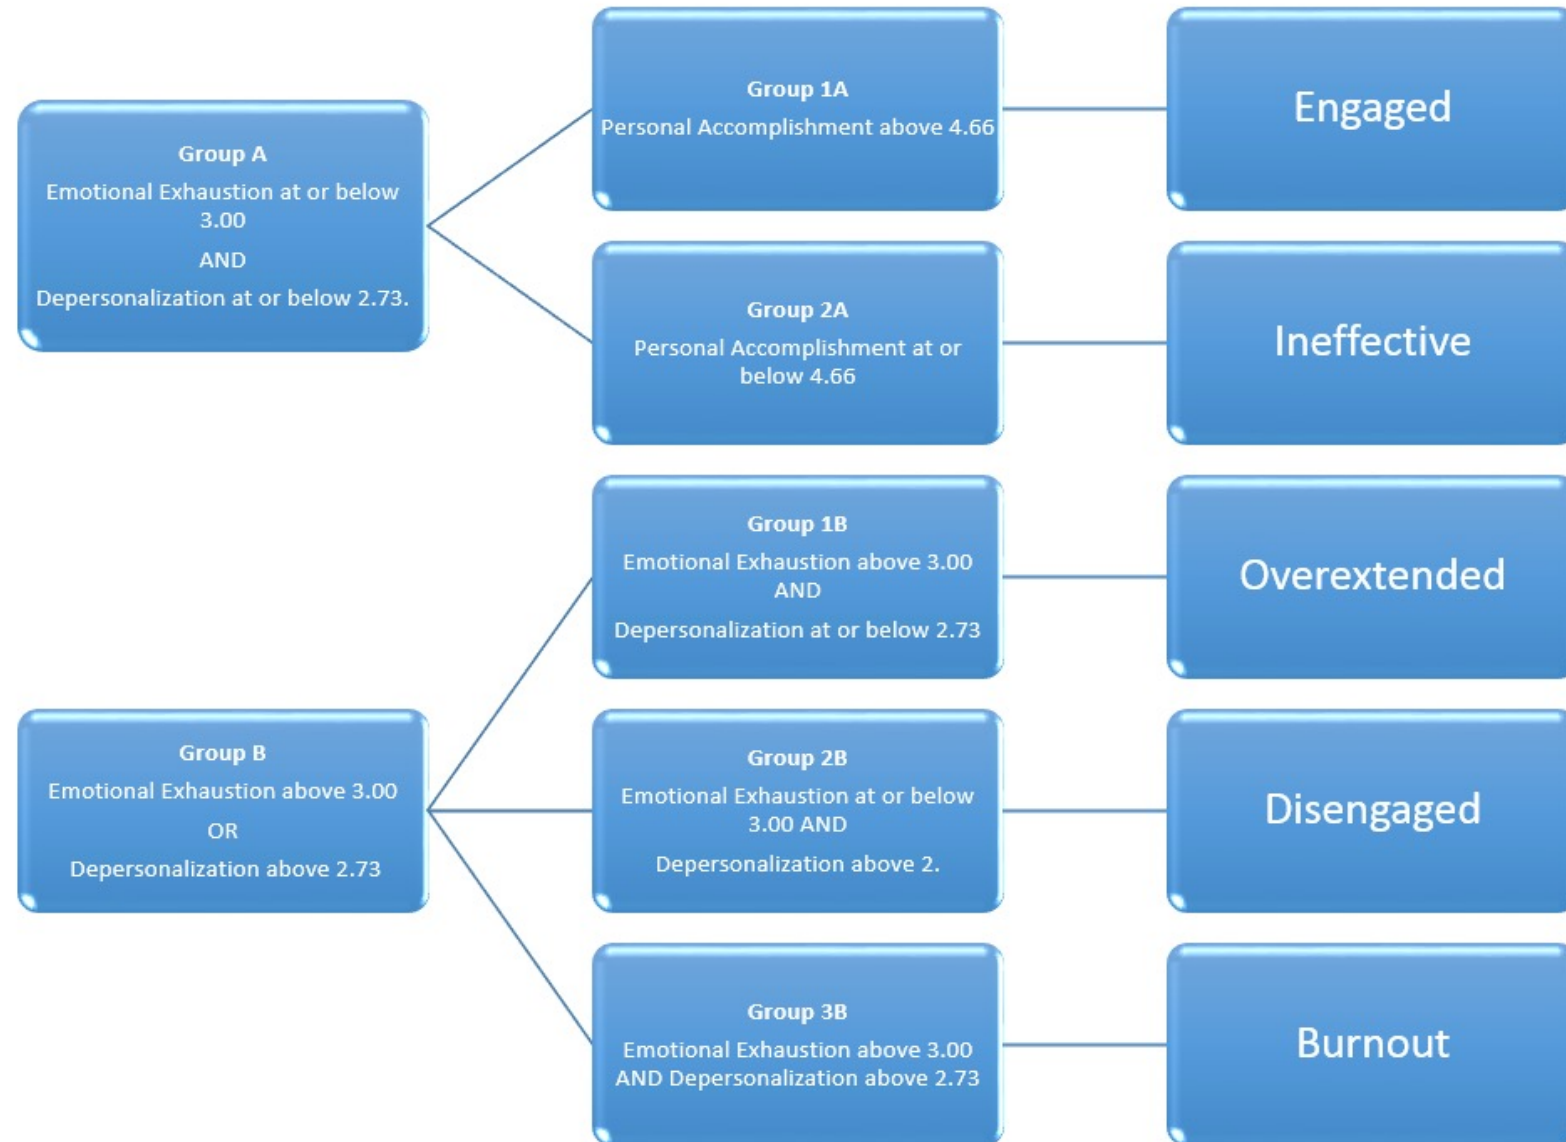 Group A
Emotional Exhaustion at or below
3.00
AND
Depersonalization at or below 2.73.
Group 1A
Personal Accomplishment above 4.66
Engaged
Group 2A
Personal Accomplishment at or
below 4.66
Ineffective
Group B
Emotional Exhaustion above 3.00
OR
Depersonalization above 2.73
Group 1B
Emotional Exhaustion above 3.00
AND
Depersonalization at or below 2.73
Overextended
Group 2B
Emotional Exhaustion at or below
3.00 AND
Depersonalization above 2.
Disengaged
Group 3B
Emotional Exhaustion above 3.00
AND Depersonalization above 2.73
Burnout